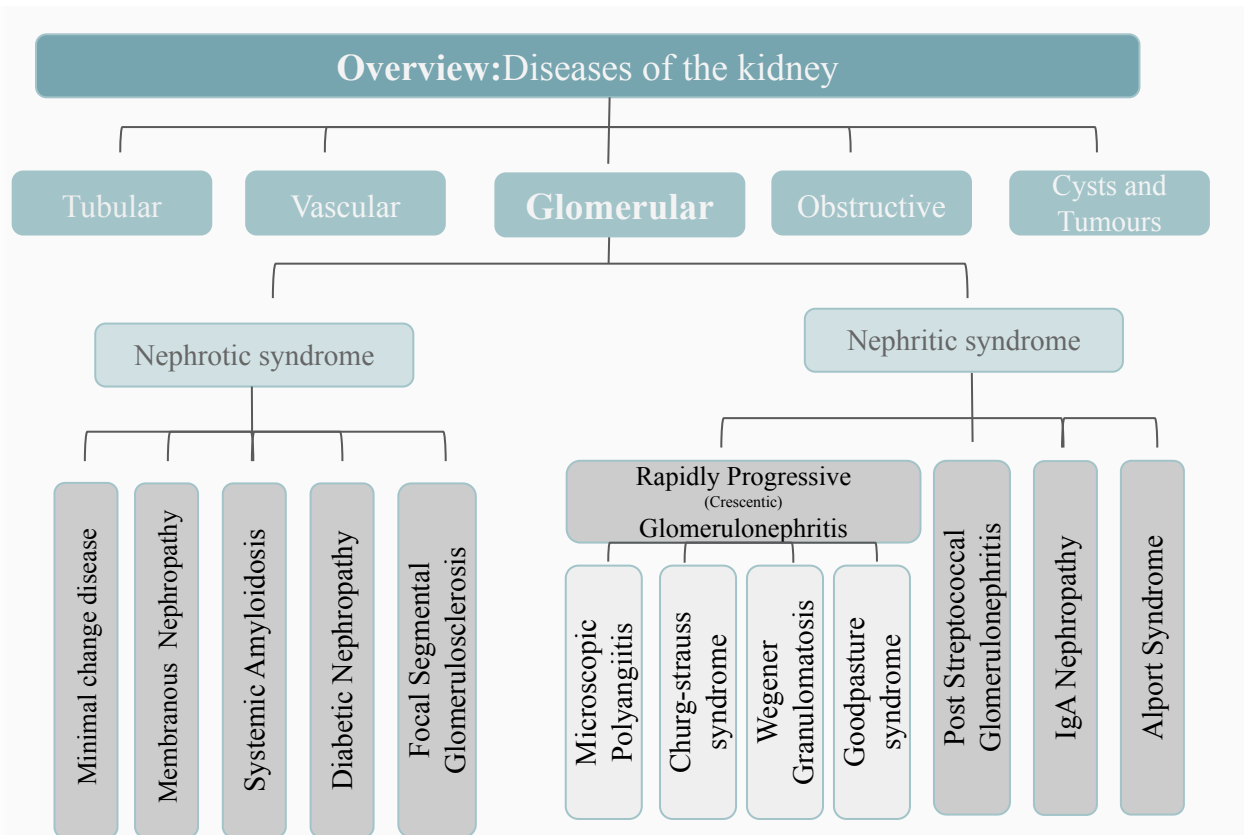 Overview:Diseases of the kidney
Tubular
Vascular
Glomerular
Obstructive
Cysts and
Tumours
Nephrotic syndrome
Nephritic syndrome
Minimal change disease
Membranous Nephropathy
Systemic Amyloidosis
Diabetic Nephropathy
Focal Segmental
Glomerulosclerosis
Rapidly Progressive
(Crescentic)
Glomerulonephritis
Microscopic
Polyangiitis
Churg-strauss
syndrome
Wegener
Granulomatosis
Goodpasture
syndrome
Post Streptococcal
Glomerulonephritis
IgA Nephropathy
Alport Syndrome